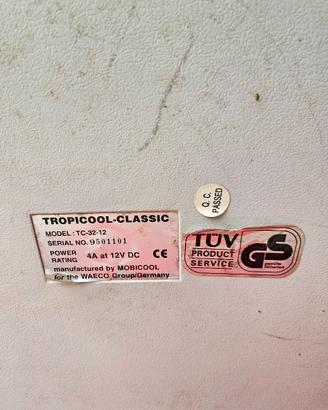 Q.C.
PASSED
TROPICOOL-CLASSIC
MODEL: TC-32-12
SERIAL NO. 9501101
POWER
RATING 4A at 12V DC CE
manufactured by MOBICOOL
for the WAECO Group/Germany
TÜV
PRODUCT
SERVICE
GS